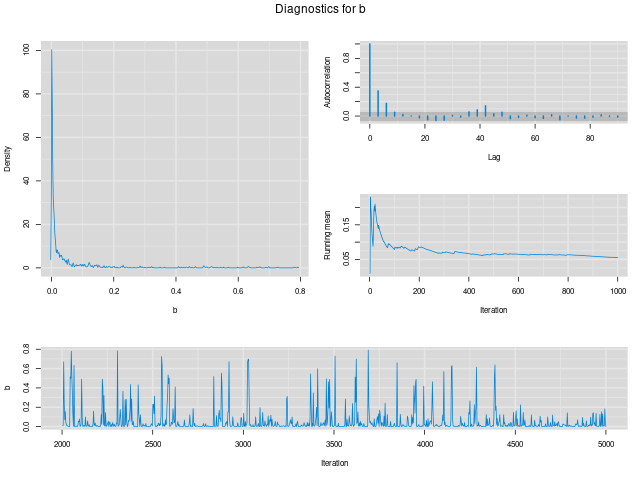 Diagnostics for b
Density
0 20 40 60 80 100
0.0 0.2 0.4 0.6 0.8
b
Autocorrelation
0.0 0.4 0.8
0 20 40 60 80
Lag
Running mean
0.05 0.15
0 200 400 600 800 1000
Iteration
b
0.0 0.2 0.4 0.6 0.8
2000 2500 3000 3500 4000 4500 5000
Iteration